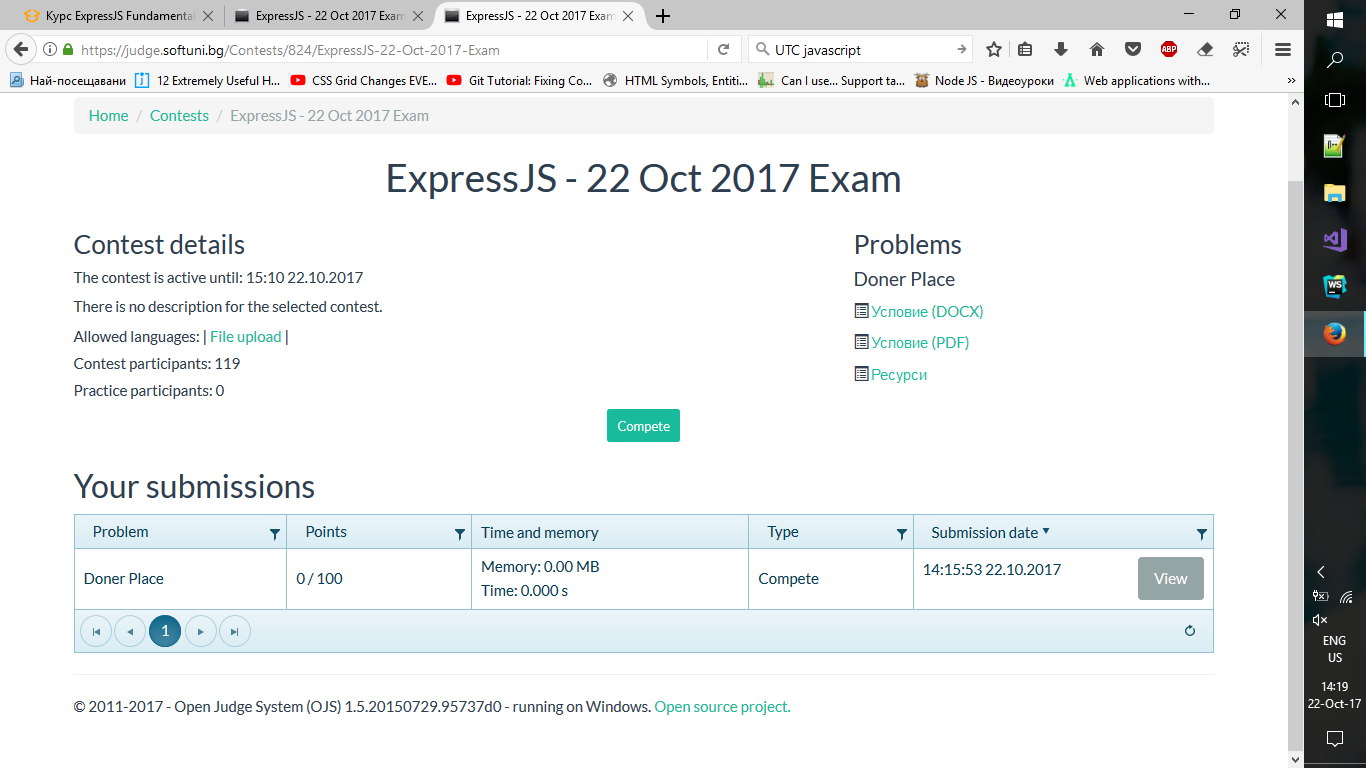 Курс ExpressJS Fundamental
ExpressJS - 22 Oct 2017 Exam
ExpressJS - 22 Oct 2017 Exam
https://judge.softuni.bg/Contests/824/ExpressJS-22-Oct-2017-Exam
UTC javascript
ABP
Най-посещавани
12 Extremely Useful H...
CSS Grid Changes EVE...
Git Tutorial: Fixing Co...
HTML Symbols, Entiti...
Can I use... Support ta...
Node JS - Видеоуроки
Web applications with...
Home / Contests / ExpressJS - 22 Oct 2017 Exam
ExpressJS - 22 Oct 2017 Exam
Contest details
The contest is active until: 15:10 22.10.2017
There is no description for the selected contest.
Allowed languages: | File upload |
Contest participants: 119
Practice participants: 0
Problems
Doner Place
Условие (DOCX)
Условие (PDF)
Ресурси
Compete
Your submissions
Problem Points Time and memory Type Submission date
Doner Place 0 / 100 Memory: 0.00 MB Compete 14:15:53 22.10.2017 View
Time: 0.000 s
1
© 2011-2017 - Open Judge System (OJS) 1.5.20150729.95737d0 - running on Windows. Open source project.
WS
ENG
US
14:19
22-Oct-17